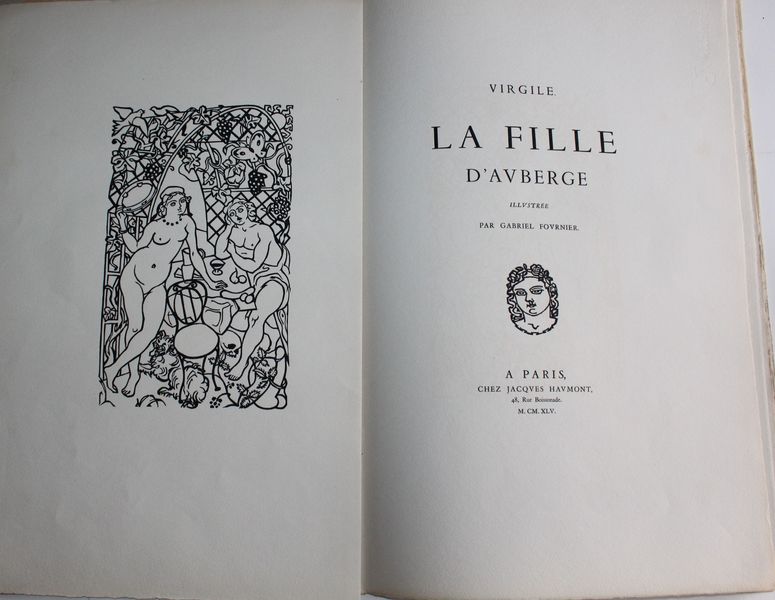 VIRGILE.
LA FILLE
D'AVBERGE
ILLVSTRÉE
PAR GABRIEL FOVRNIER.
A PARIS,
CHEZ JACQVES HAVMONT,
48, Rue Boissonade.
M. CM. XLV.